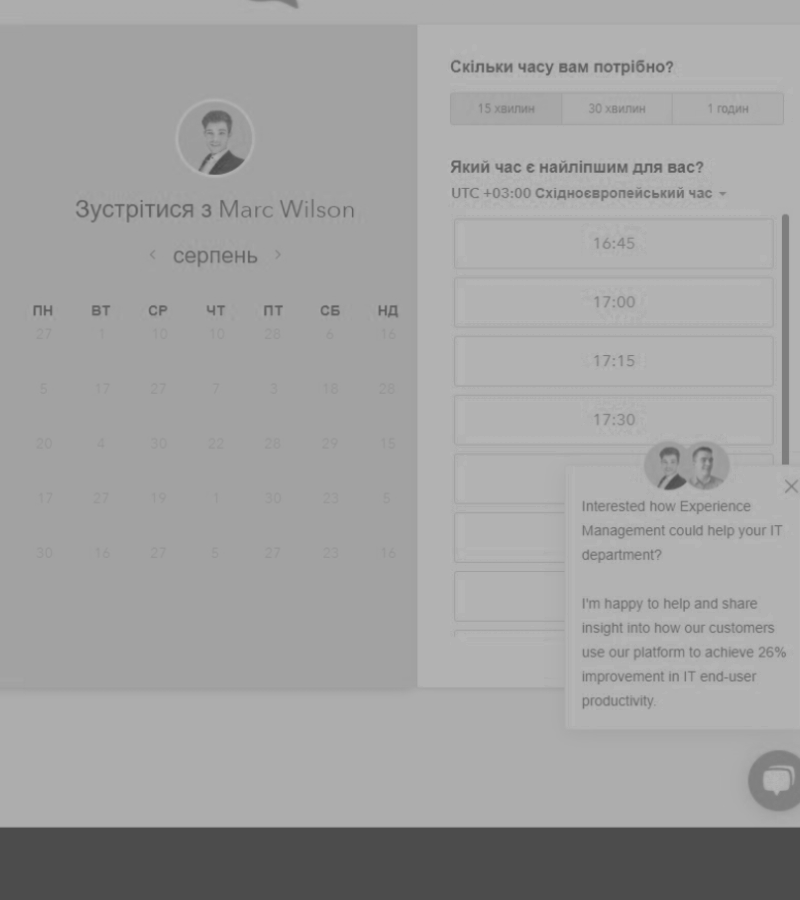 Зустрітися з Marc Wilson
серпень
ПН ВТ СР ЧТ ПТ СБ НД
27 1 10 10 28 6 16
5 17 27 7 3 18 28
20 4 30 22 28 29 15
17 27 19 1 30 23 5
30 16 27 5 27 23 16
Скільки часу вам потрібно?
15 хвилин 30 хвилин 1 годин
Який час є найліпшим для вас?
UTC +03:00 Східноєвропейський час
16:45
17:00
17:15
17:30
Interested how Experience
Management could help your IT
department?
I'm happy to help and share
insight into how our customers
use our platform to achieve 26%
improvement in IT end-user
productivity.